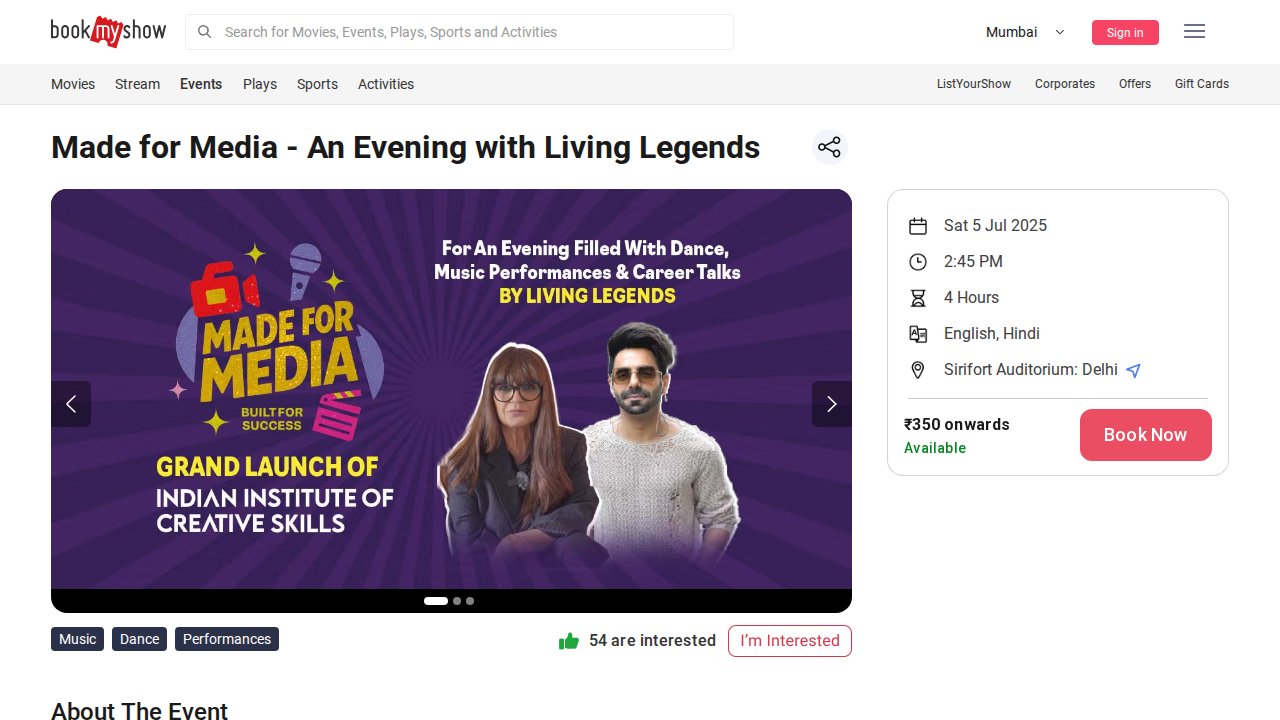 bookmyshow
Search for Movies, Events, Plays, Sports and Activities
Mumbai
Sign in
Movies Stream Events Plays Sports Activities
ListYourShow Corporates Offers Gift Cards
Made for Media - An Evening with Living Legends
MADE FOR
MEDIA
BUILT FOR
SUCCESS
GRAND LAUNCH OF
INDIAN INSTITUTE OF
CREATIVE SKILLS
For An Evening Filled With Dance,
Music Performances & Career Talks
BY LIVING LEGENDS
Sat 5 Jul 2025
2:45 PM
4 Hours
English, Hindi
Sirifort Auditorium: Delhi
₹350 onwards
Available
Book Now
Music Dance Performances
54 are interested
I'm Interested
About The Event